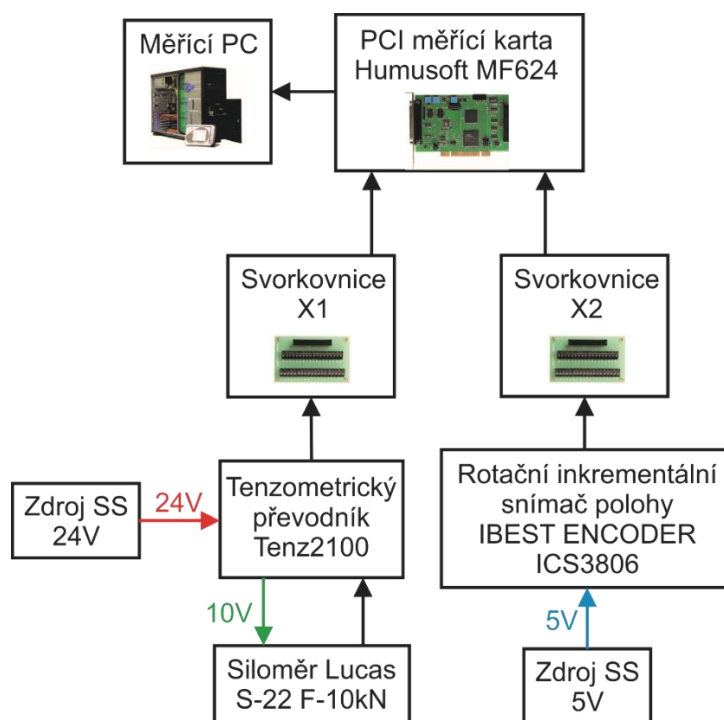 Měřící PC
PCI měřící karta
Humusoft MF624
Svorkovnice
X1
Svorkovnice
X2
Zdroj SS
24V
24V
Tenzometrický
převodník
Tenz2100
Rotační inkrementální
snímač polohy
IBEST ENCODER
ICS3806
10V
5V
Siloměr Lucas
S-22 F-10kN
Zdroj SS
5V